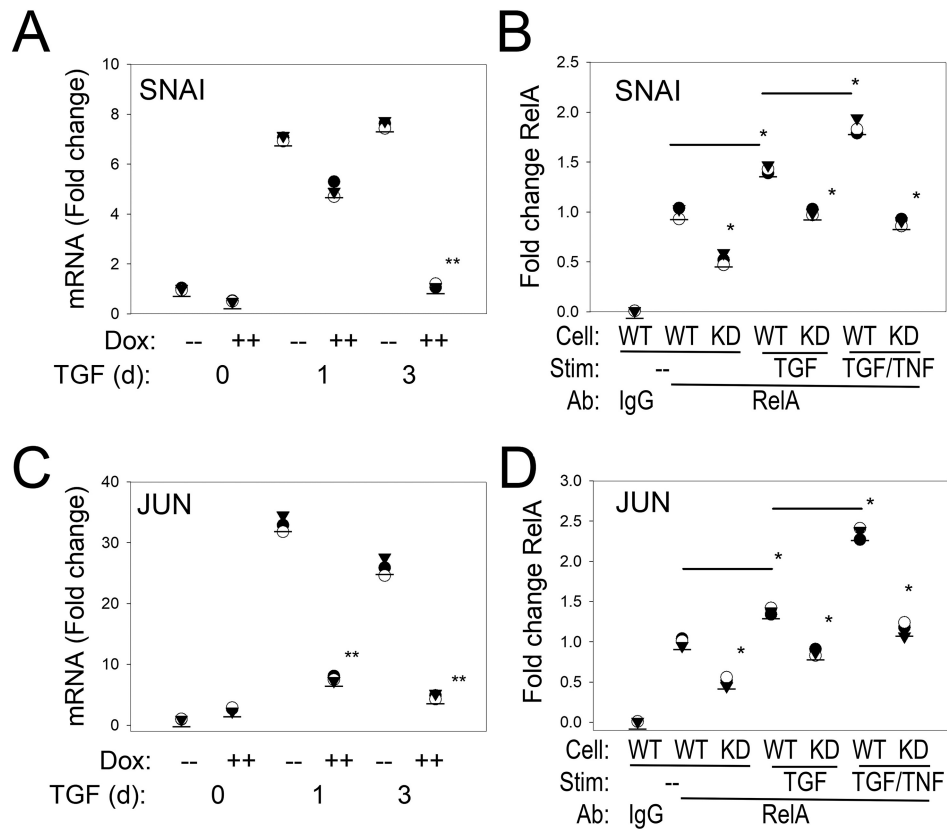 A
SNAI
mRNA (Fold change)
10
8
6
4
2
0
**
Dox: -- ++ -- ++ -- ++
TGF (d): 0 1 3
B
SNAI
Fold change RelA
2.5
2.0
1.5
1.0
0.5
0.0
* * * * *
Cell: WT WT KD WT KD WT KD
Stim: -- TGF TGF/TNF
Ab: IgG RelA
C
JUN
mRNA (Fold change)
40
30
20
10
0
** **
Dox: -- ++ -- ++ -- ++
TGF (d): 0 1 3
D
JUN
Fold change RelA
3.0
2.5
2.0
1.5
1.0
0.5
0.0
* * * * *
Cell: WT WT KD WT KD WT KD
Stim: -- TGF TGF/TNF
Ab: IgG RelA